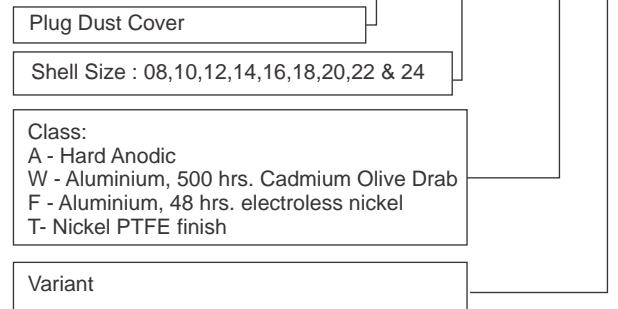 Plug Dust Cover
Shell Size : 08,10,12,14,16,18,20,22 & 24
Class:
A - Hard Anodic
W - Aluminium, 500 hrs. Cadmium Olive Drab
F - Aluminium, 48 hrs. electroless nickel
T- Nickel PTFE finish
Variant